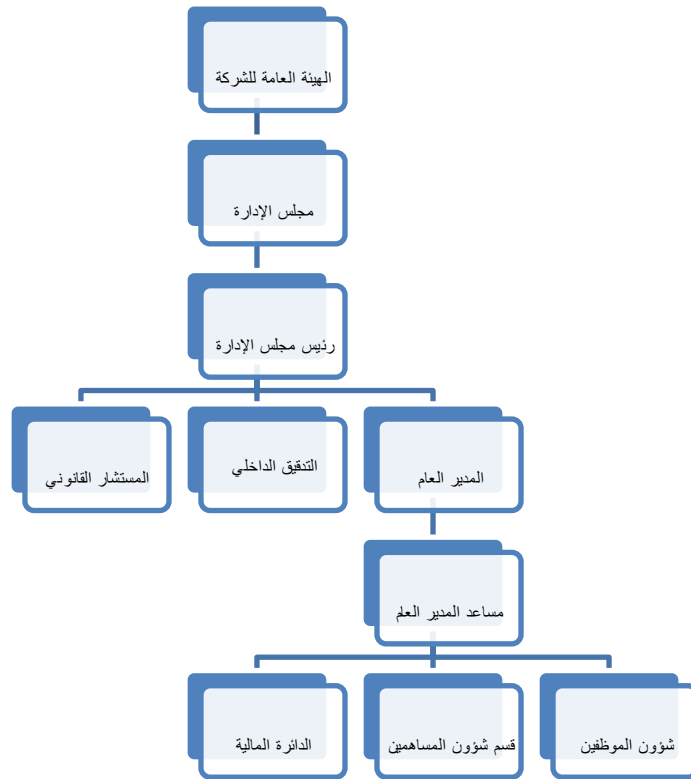 الهيئة العامة للشركة
مجلس الإدارة
رئيس مجلس الإدارة
المدير العام
التدقيق الداخلي
المستشار القانوني
مساعد المدير العام
شؤون الموظفين
قسم شؤون المساهمين
الدائرة المالية